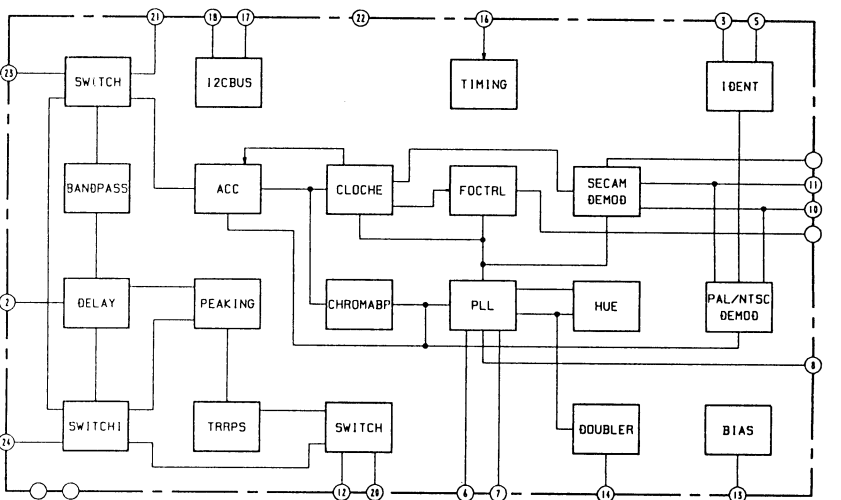 21
18
17
22
16
3
5
23
SWITCH
I2CBUS
TIMING
IDENT
BANDPASS
ACC
CLOCHE
FOCTRL
SECAM
DEMOD
11
10
2
DELAY
PEAKING
CHROMABP
PLL
HUE
PAL/NTSC
DEMOD
8
24
SWITCH1
TRRPS
SWITCH
DOUBLER
BIAS
12
20
6
7
14
13